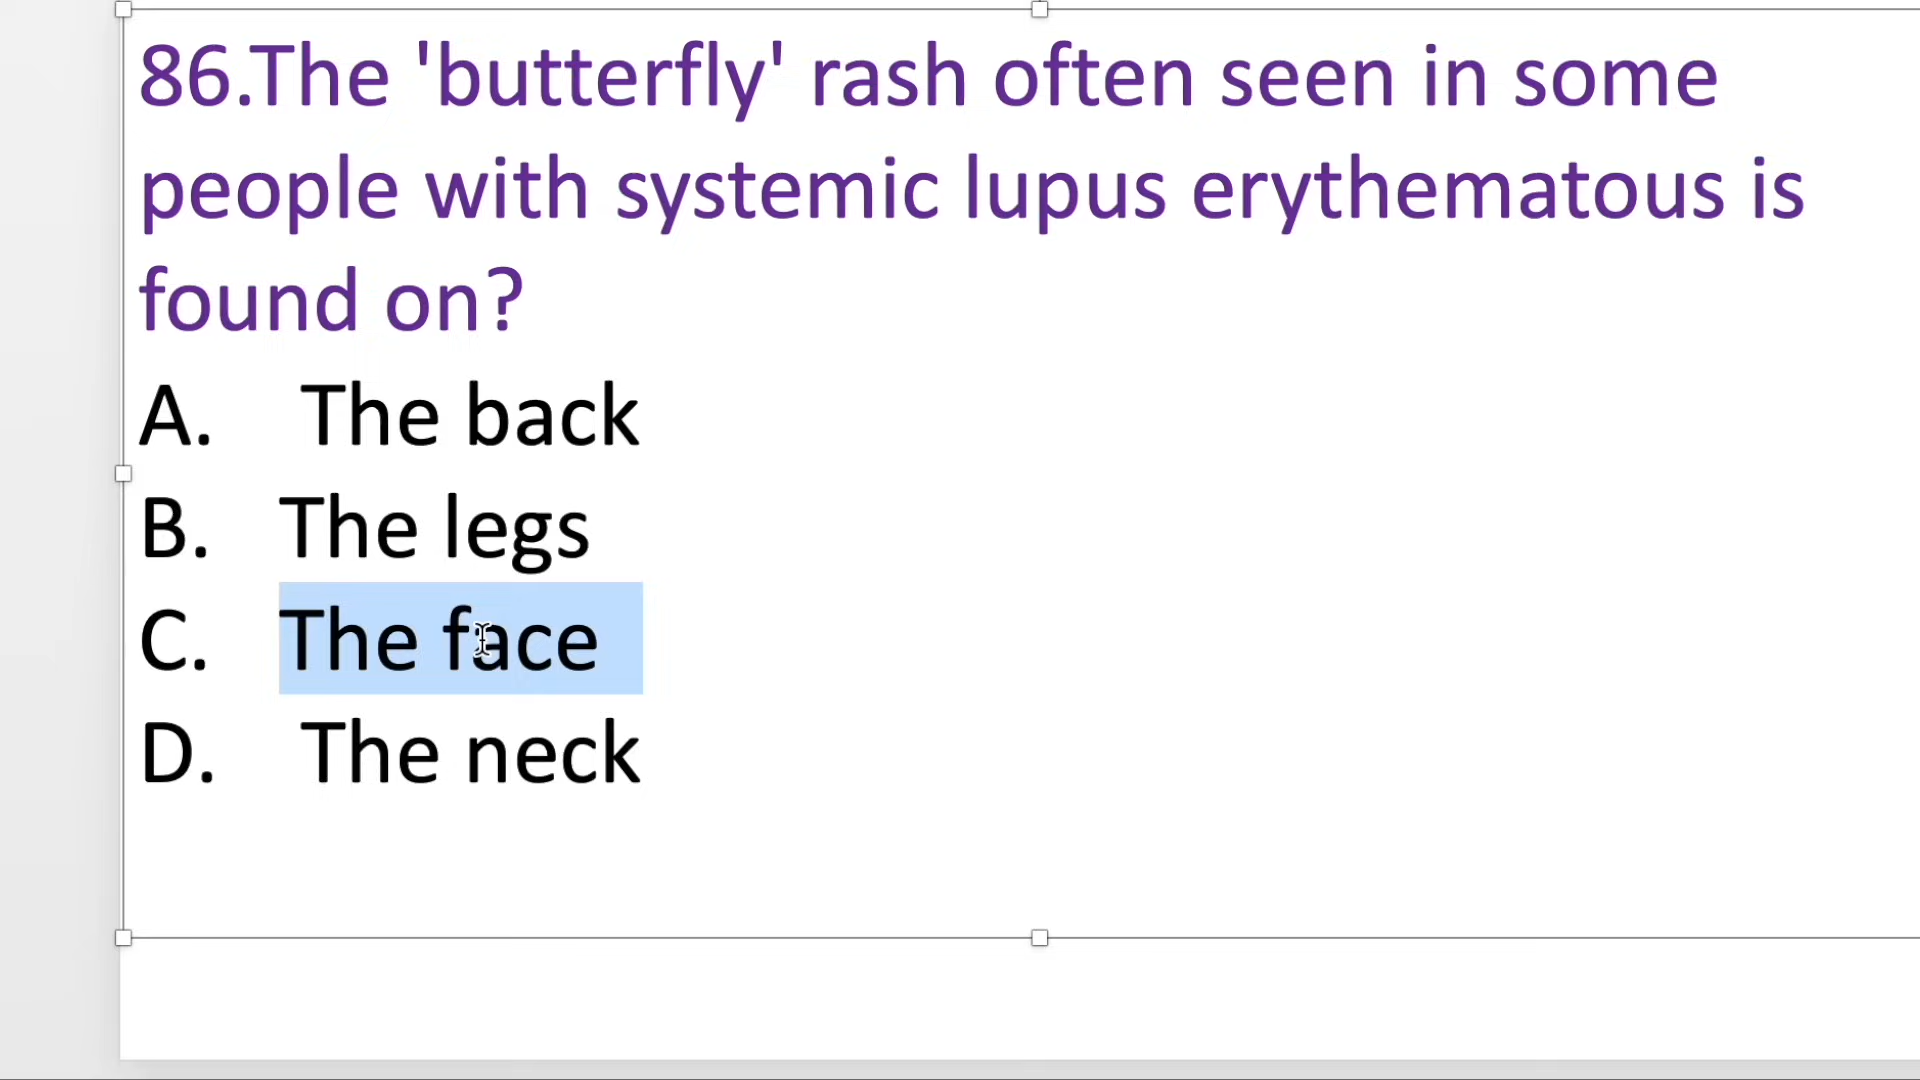 86.The 'butterfly' rash often seen in some
people with systemic lupus erythematous is
found on?
A. The back
B. The legs
C. The face
D. The neck